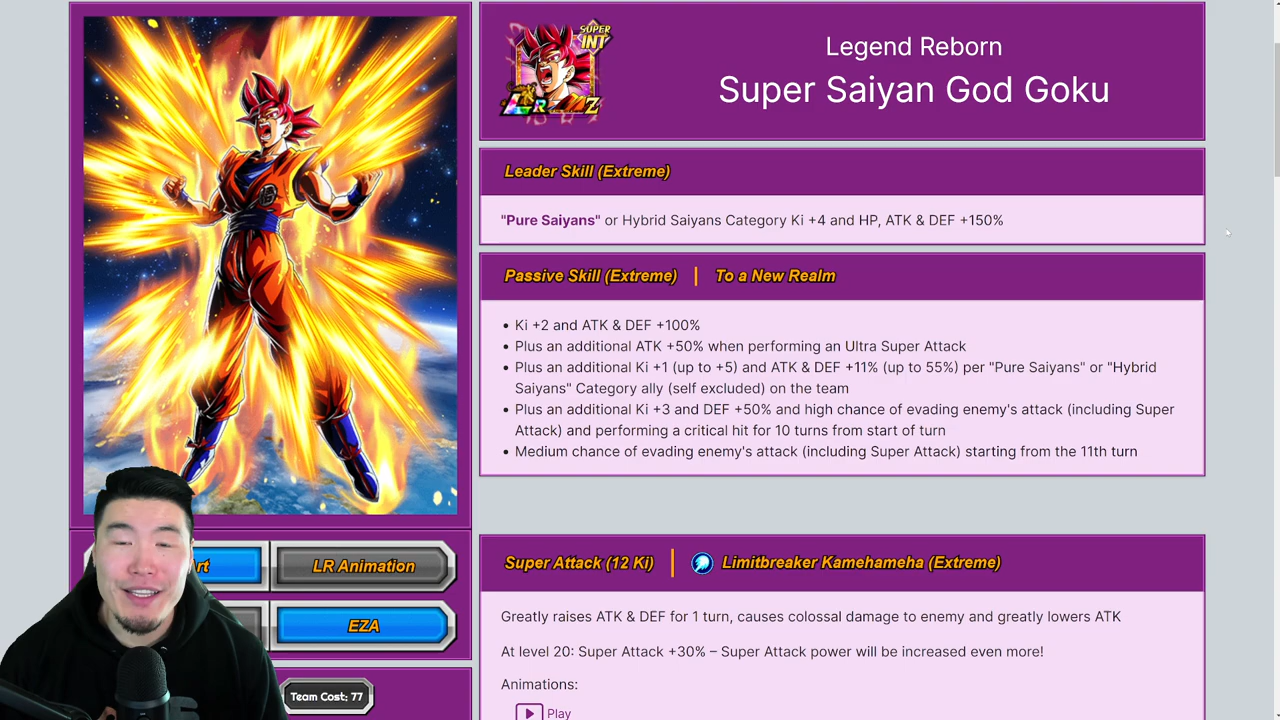 SUPER
INT
LR
Z
Legend Reborn
Super Saiyan God Goku
Leader Skill (Extreme)
"Pure Saiyans" or Hybrid Saiyans Category Ki +4 and HP, ATK & DEF +150%
Passive Skill (Extreme) | To a New Realm
• Ki +2 and ATK & DEF +100%
• Plus an additional ATK +50% when performing an Ultra Super Attack
• Plus an additional Ki +1 (up to +5) and ATK & DEF +11% (up to 55%) per "Pure Saiyans" or "Hybrid
Saiyans" Category ally (self excluded) on the team
• Plus an additional Ki +3 and DEF +50% and high chance of evading enemy's attack (including Super
Attack) and performing a critical hit for 10 turns from start of turn
• Medium chance of evading enemy's attack (including Super Attack) starting from the 11th turn
Super Attack (12 Ki) | Limitbreaker Kamehameha (Extreme)
Greatly raises ATK & DEF for 1 turn, causes colossal damage to enemy and greatly lowers ATK
At level 20: Super Attack +30% – Super Attack power will be increased even more!
Animations:
Play
rt
LR Animation
EZA
Team Cost: 77